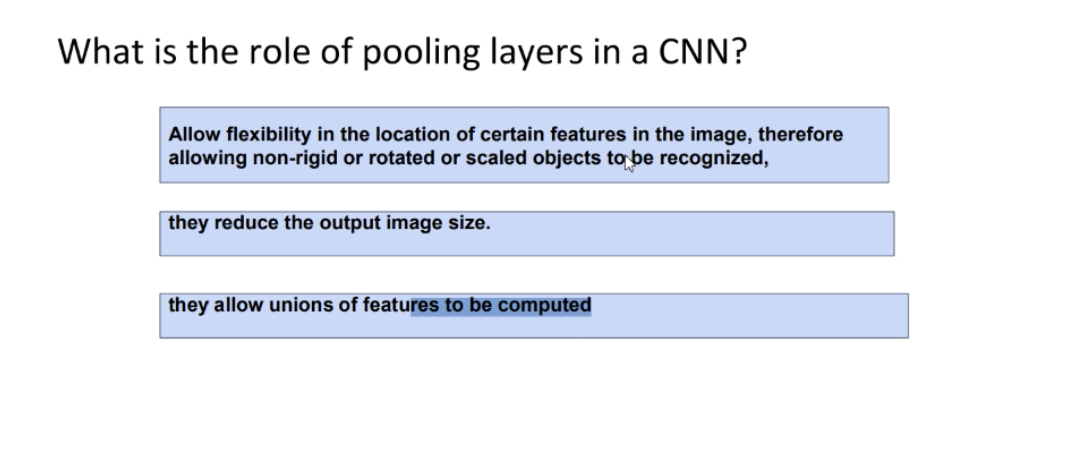 What is the role of pooling layers in a CNN?
Allow flexibility in the location of certain features in the image, therefore
allowing non-rigid or rotated or scaled objects to be recognized,
they reduce the output image size.
they allow unions of features to be computed